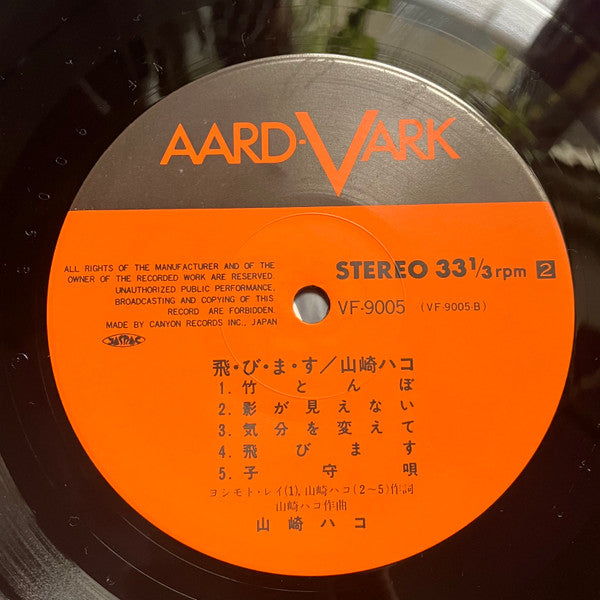 AARD-VARK
ALL RIGHTS OF THE MANUFACTURER AND OF THE
OWNER OF THE RECORDED WORK ARE RESERVED.
UNAUTHORIZED PUBLIC PERFORMANCE,
BROADCASTING AND COPYING OF THIS
RECORD ARE FORBIDDEN.
MADE BY CANYON RECORDS INC., JAPAN
JASRAC
STEREO 33 1/3 rpm 2
VF-9005 (VF-9005-B)
飛・び・ま・す/山崎ハコ
1. 竹とんぼ
2. 影が見えない
3. 気分を変えて
4. 飛びます
5. 子守唄
ヨシモト・レイ(1), 山崎ハコ(2～5)作詞
山崎ハコ作曲
山崎ハコ